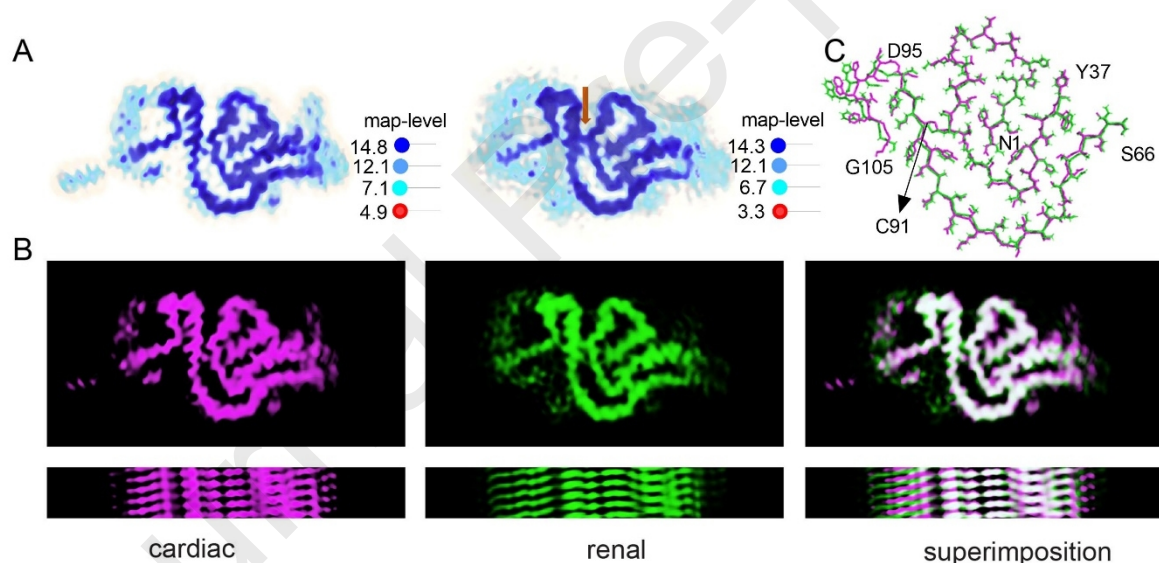 A
map-level
14.8
12.1
7.1
4.9
map-level
14.3
12.1
6.7
3.3
C
D95
Y37
N1
S66
G105
C91
B
cardiac
renal
superimposition